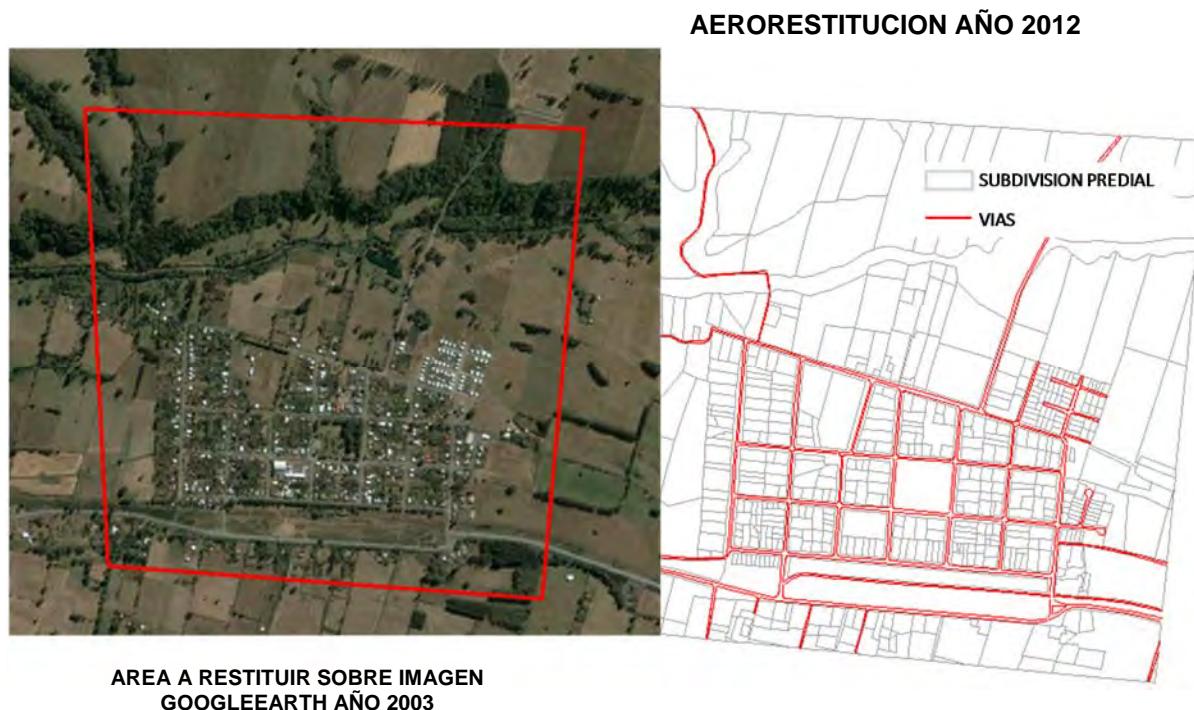 AERORESTITUCION AÑO 2012
SUBDIVISION PREDIAL
VIAS
AREA A RESTITUIR SOBRE IMAGEN
GOOGLEEARTH AÑO 2003